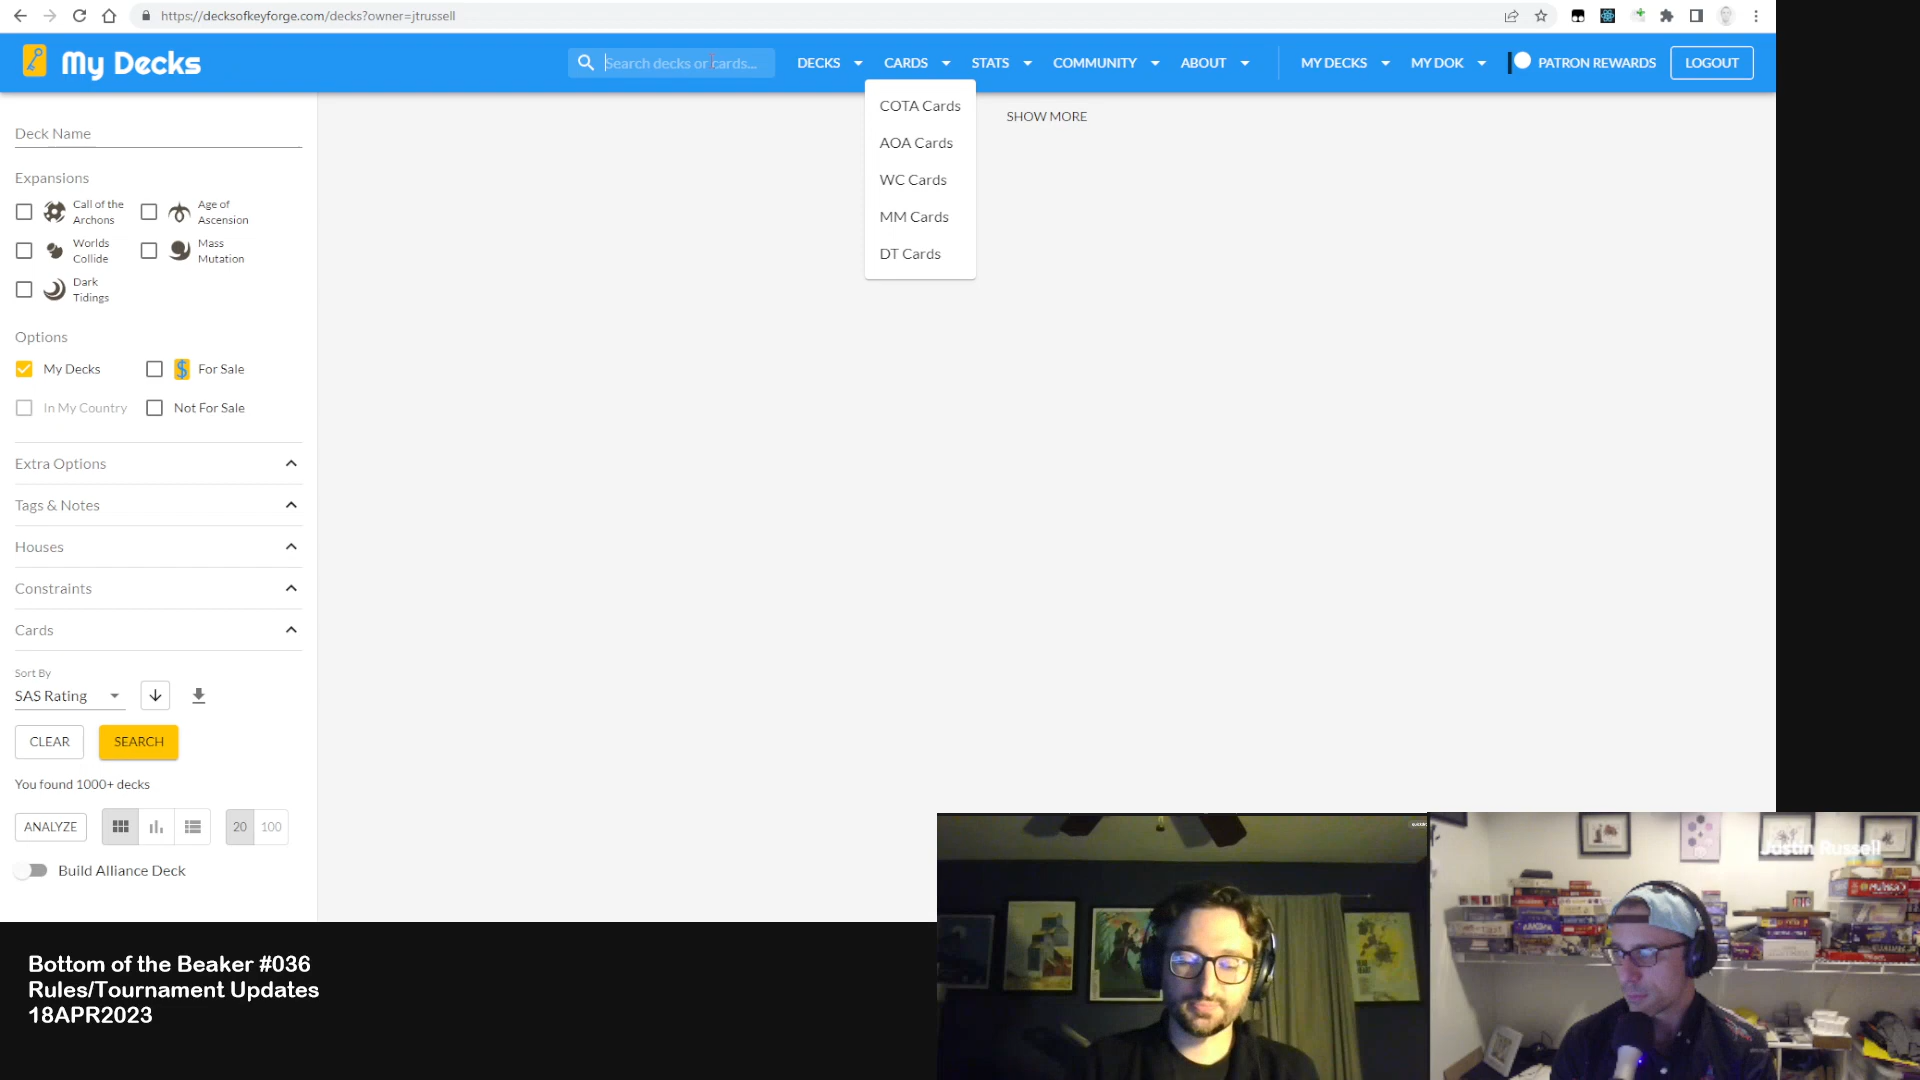 https://decksofkeyforge.com/decks?owner=jtrussell
My Decks
Search decks or cards...
DECKS
CARDS
STATS
COMMUNITY
ABOUT
MY DECKS
MY DOK
PATRON REWARDS
LOGOUT
COTA Cards
AOA Cards
WC Cards
MM Cards
DT Cards
SHOW MORE
Deck Name
Expansions
Call of the
Archons
Age of
Ascension
Worlds
Collide
Mass
Mutation
Dark
Tidings
Options
My Decks
For Sale
In My Country
Not For Sale
Extra Options
Tags & Notes
Houses
Constraints
Cards
Sort By
SAS Rating
CLEAR
SEARCH
You found 1000+ decks
ANALYZE
20
100
Build Alliance Deck
Justin Russell
Bottom of the Beaker #036
Rules/Tournament Updates
18APR2023